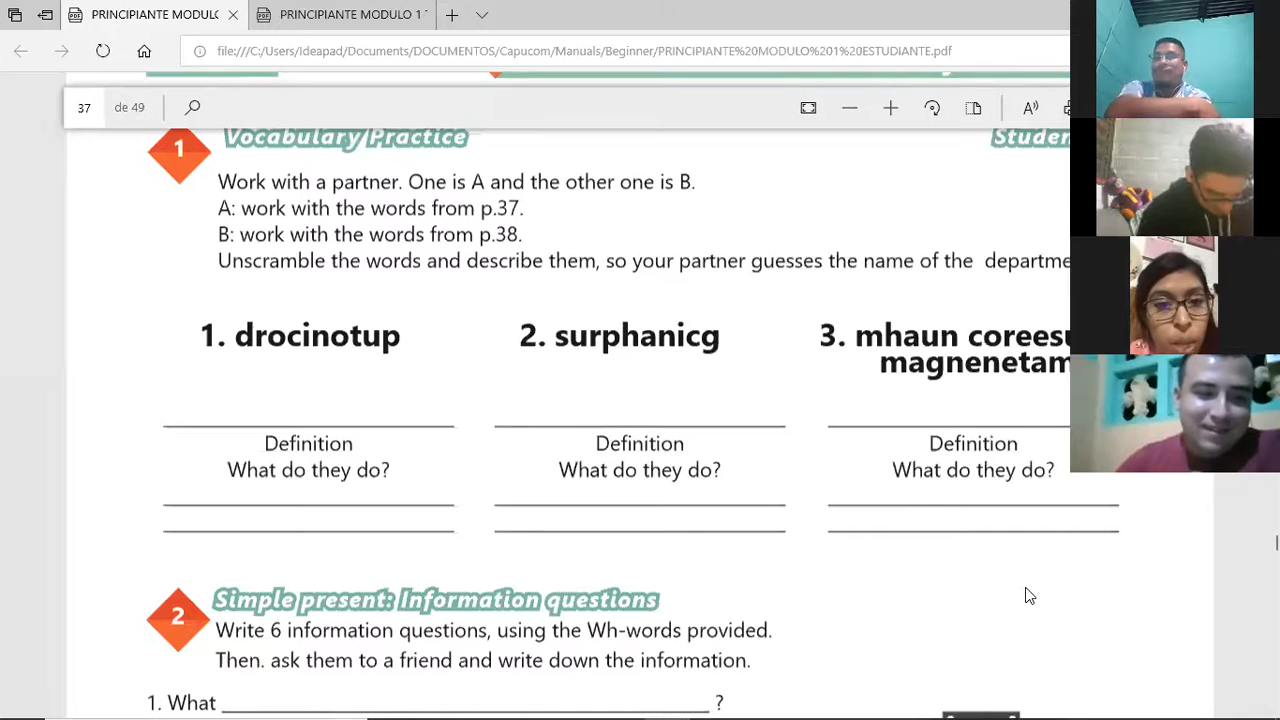 PRINCIPIANTE MODULO
PRINCIPIANTE MODULO 1
file:///C:/Users/Ideapad/Documents/DOCUMENTOS/Capucom/Manuals/Beginner/PRINCIPIANTE%20MODULO%201%20ESTUDIANTE.pdf
37 de 49
1 Vocabulary/Practice Studen
Work with a partner. One is A and the other one is B.
A: work with the words from p.37.
B: work with the words from p.38.
Unscramble the words and describe them, so your partner guesses the name of the departme
1. drocinotup 2. surphanicg 3. mhaun coreesu
magnenetam
Definition Definition Definition
What do they do? What do they do? What do they do?
2 Simple present: Information questions
Write 6 information questions, using the Wh-words provided.
Then. ask them to a friend and write down the information.
1. What ?